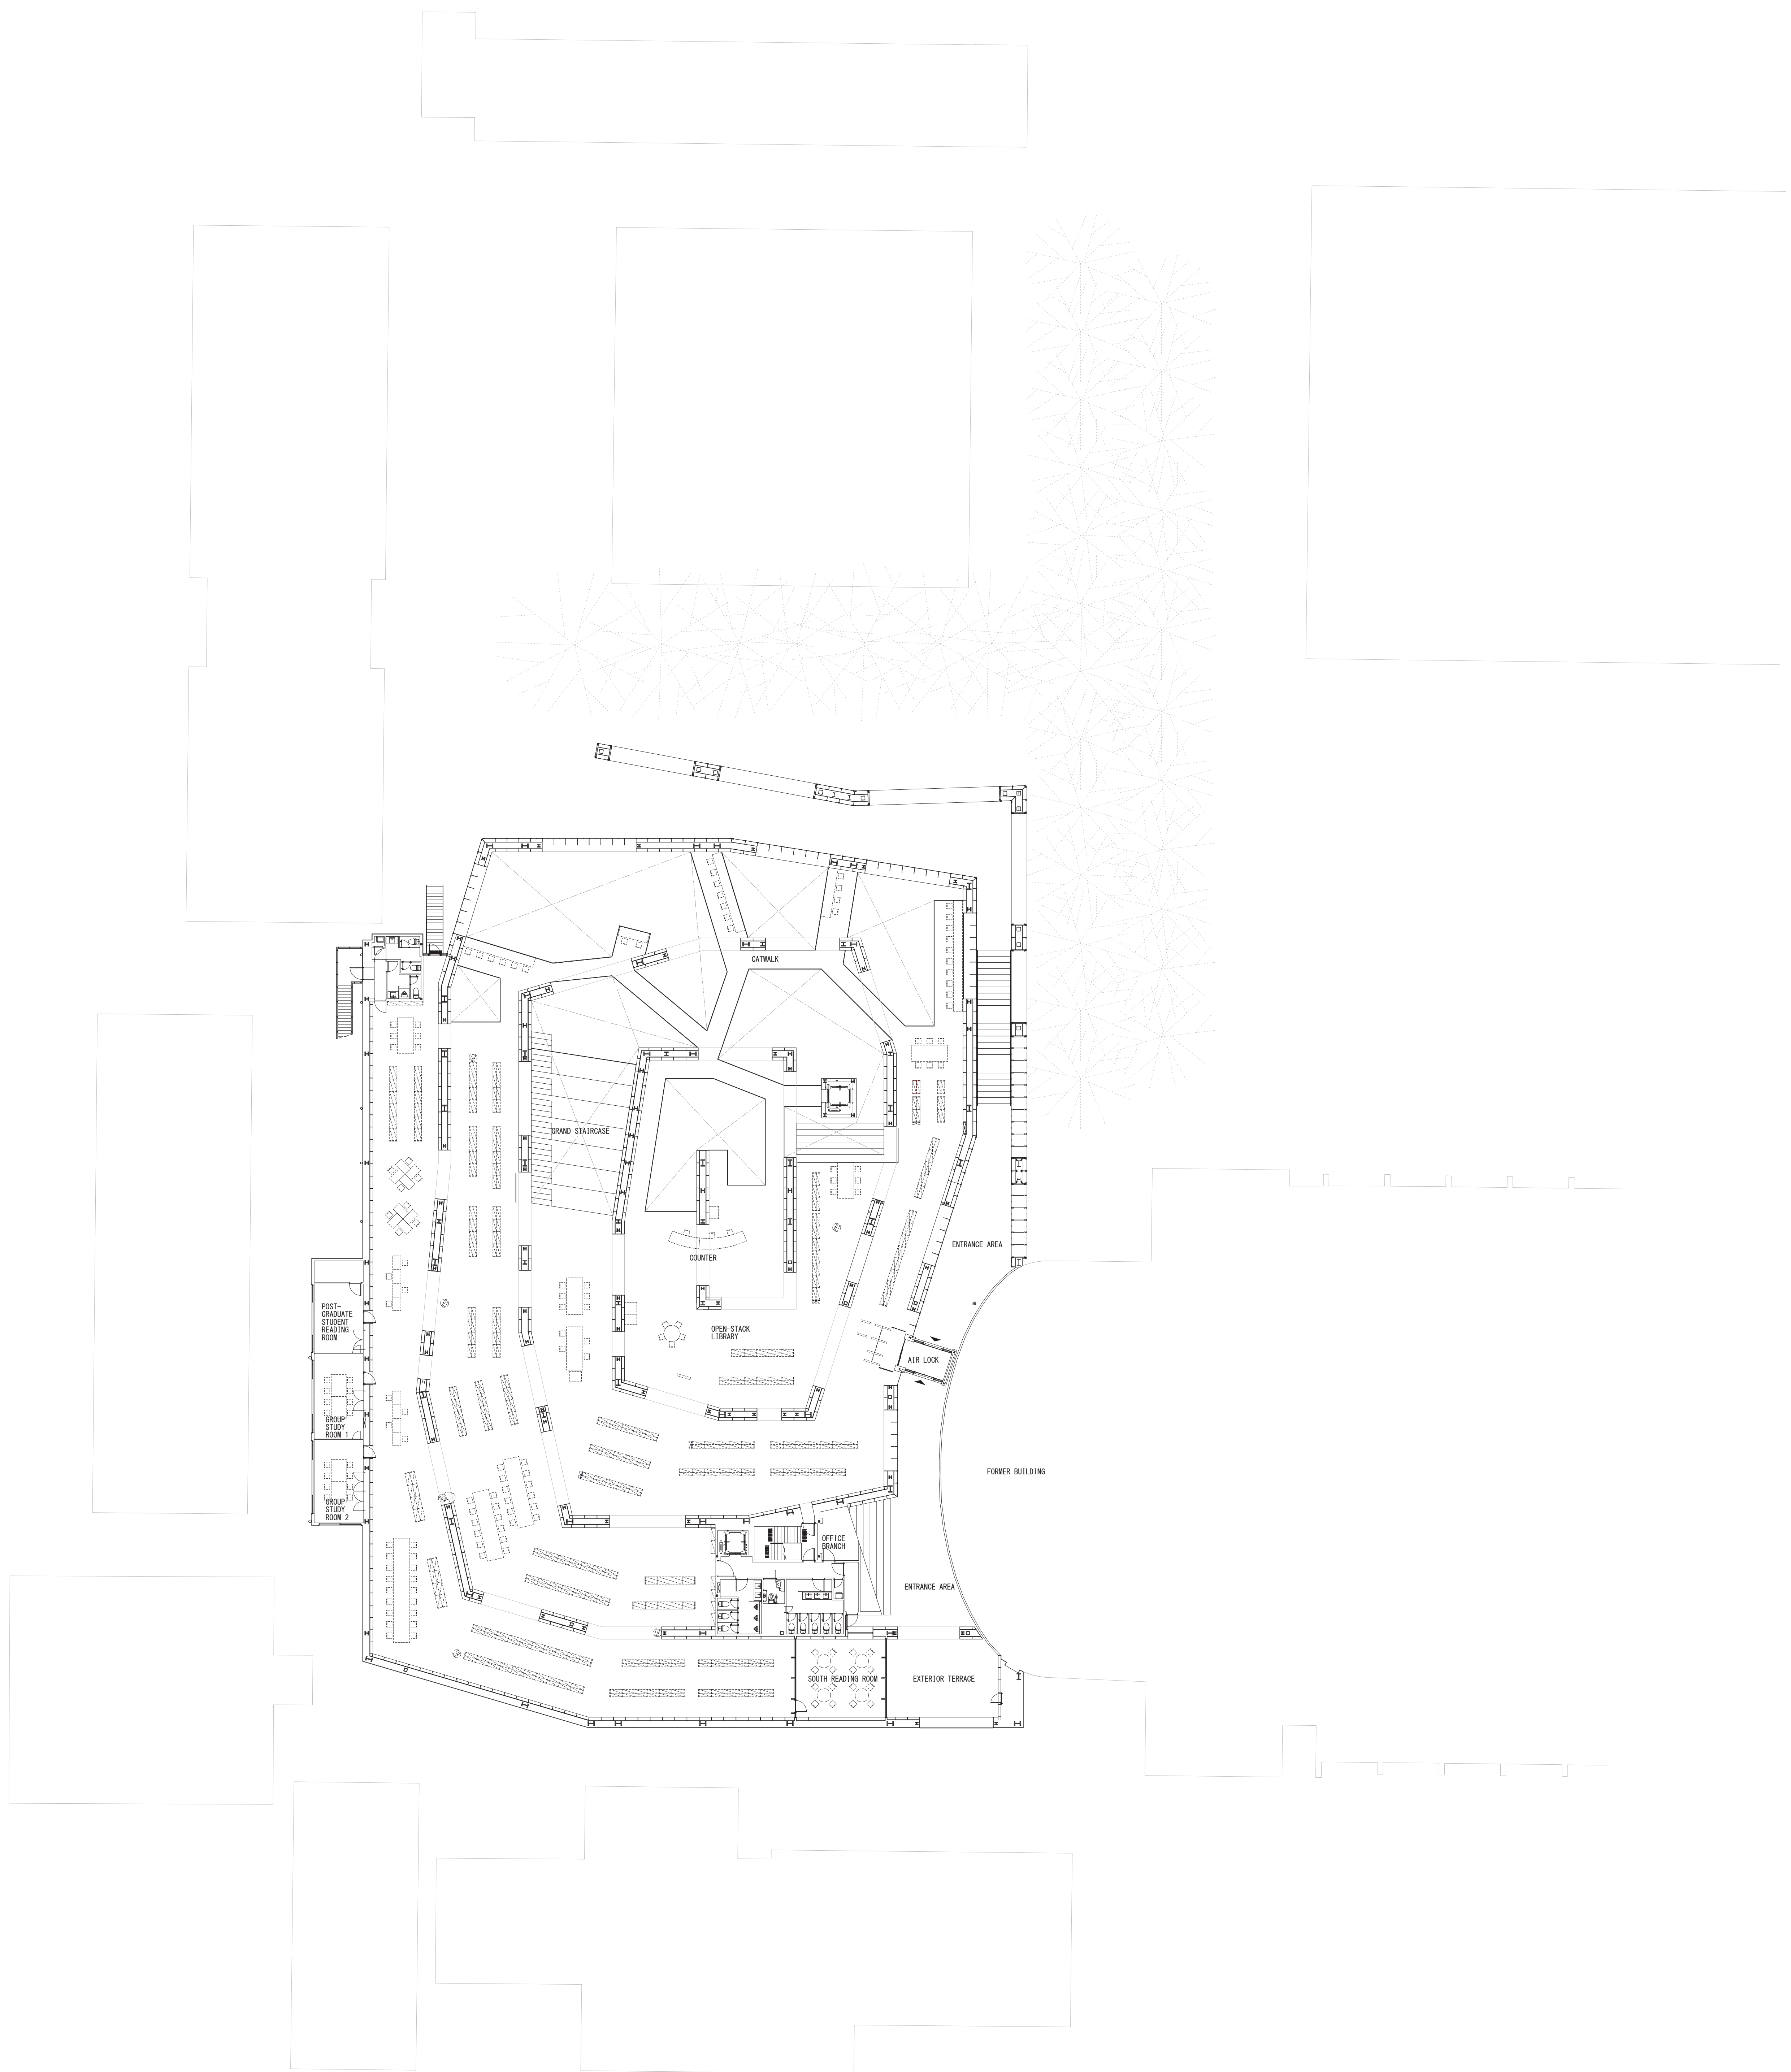 CATWALK
GRAND STAIRCASE
ENTRANCE AREA
COUNTER
POST-
GRADUATE
STUDENT
READING
ROOM
OPEN-STACK
LIBRARY
AIR LOCK
GROUP
STUDY
ROOM 1
FORMER BUILDING
GROUP
STUDY
ROOM 2
OFFICE
BRANCH
ENTRANCE AREA
SOUTH READING ROOM
EXTERIOR TERRACE